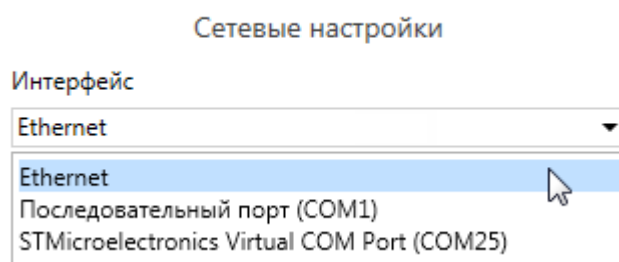 Сетевые настройки
Интерфейс
Ethernet
Ethernet
Последовательный порт (COM1)
STMicroelectronics Virtual COM Port (COM25)